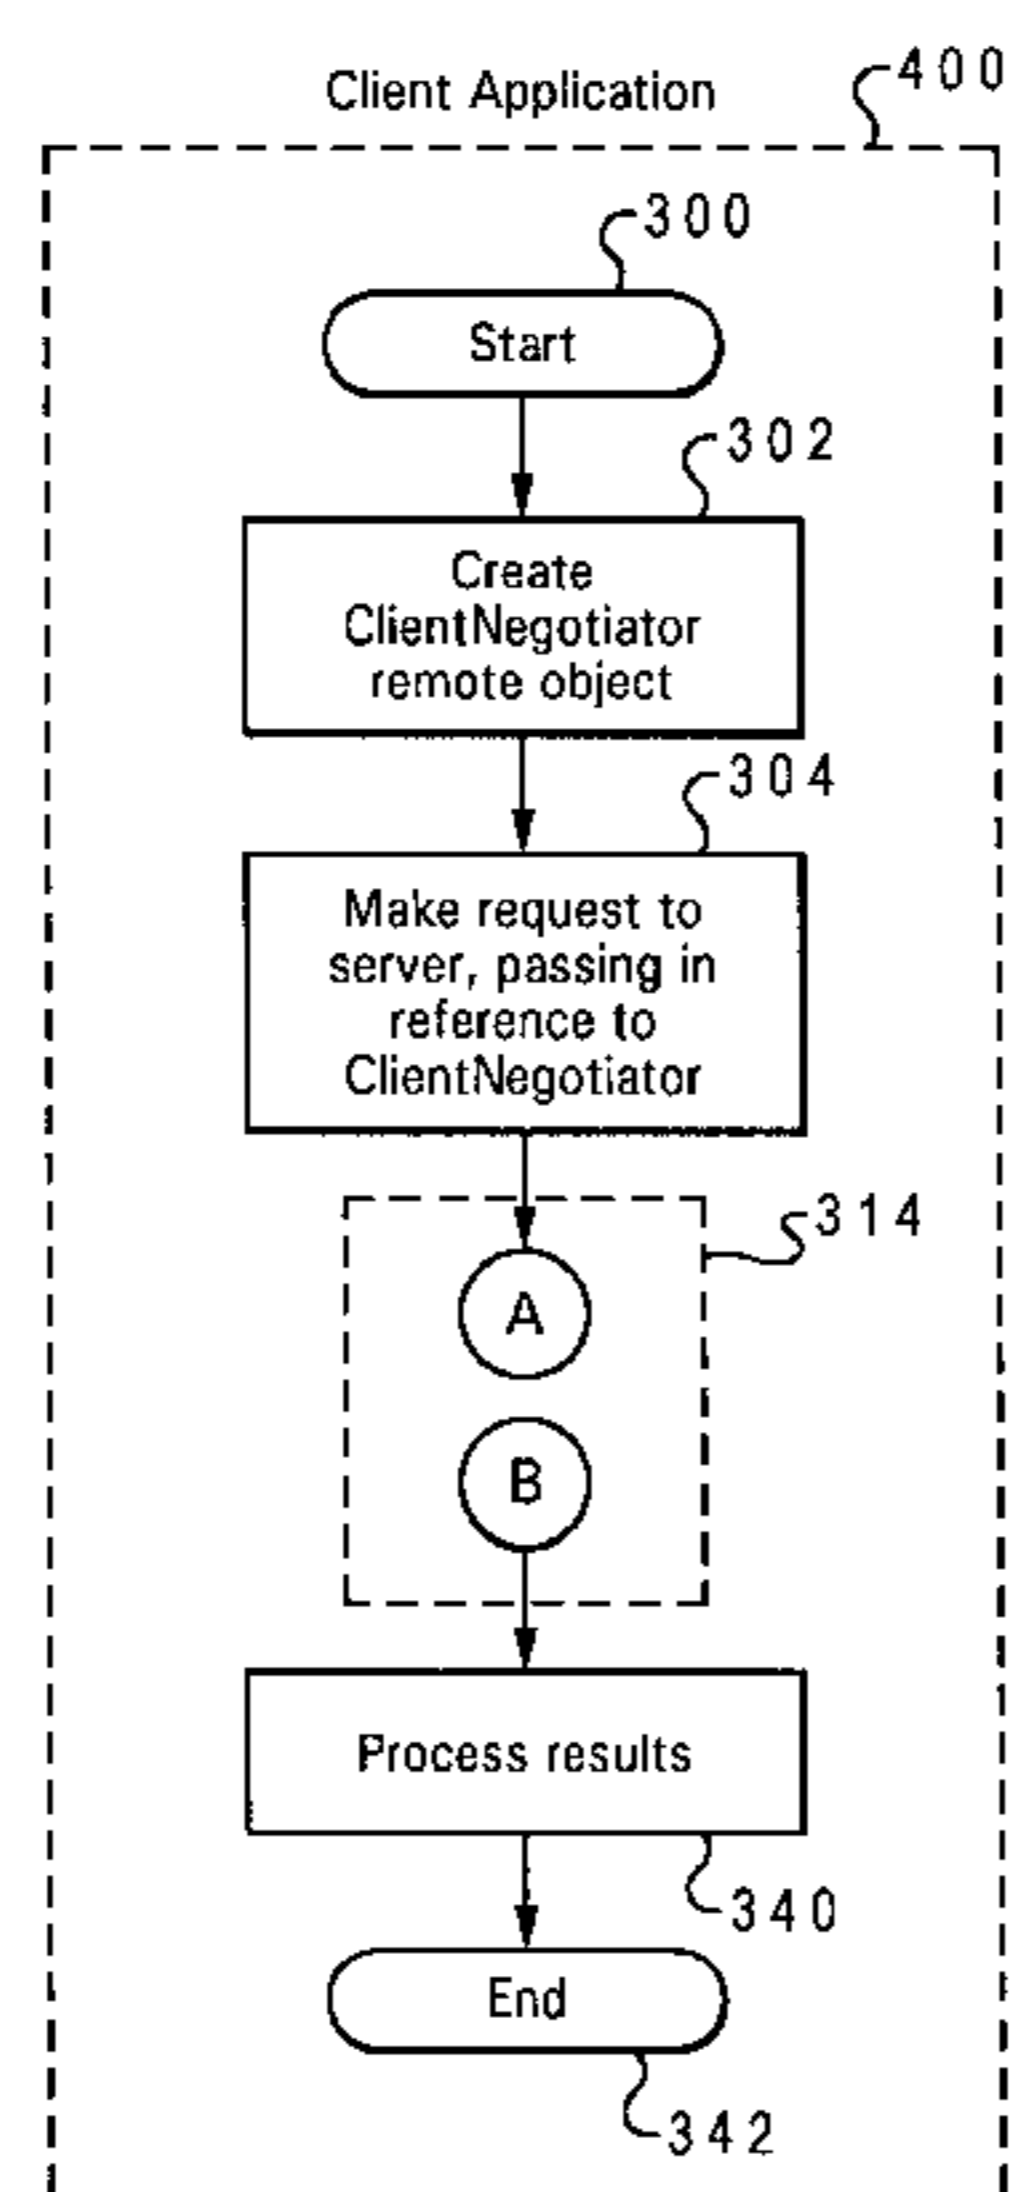 400
Client Application
300
Start
302
Create
ClientNegotiator
remote object
304
Make request to
server, passing in
reference to
ClientNegotiator
314
A
B
Process results
340
End
342